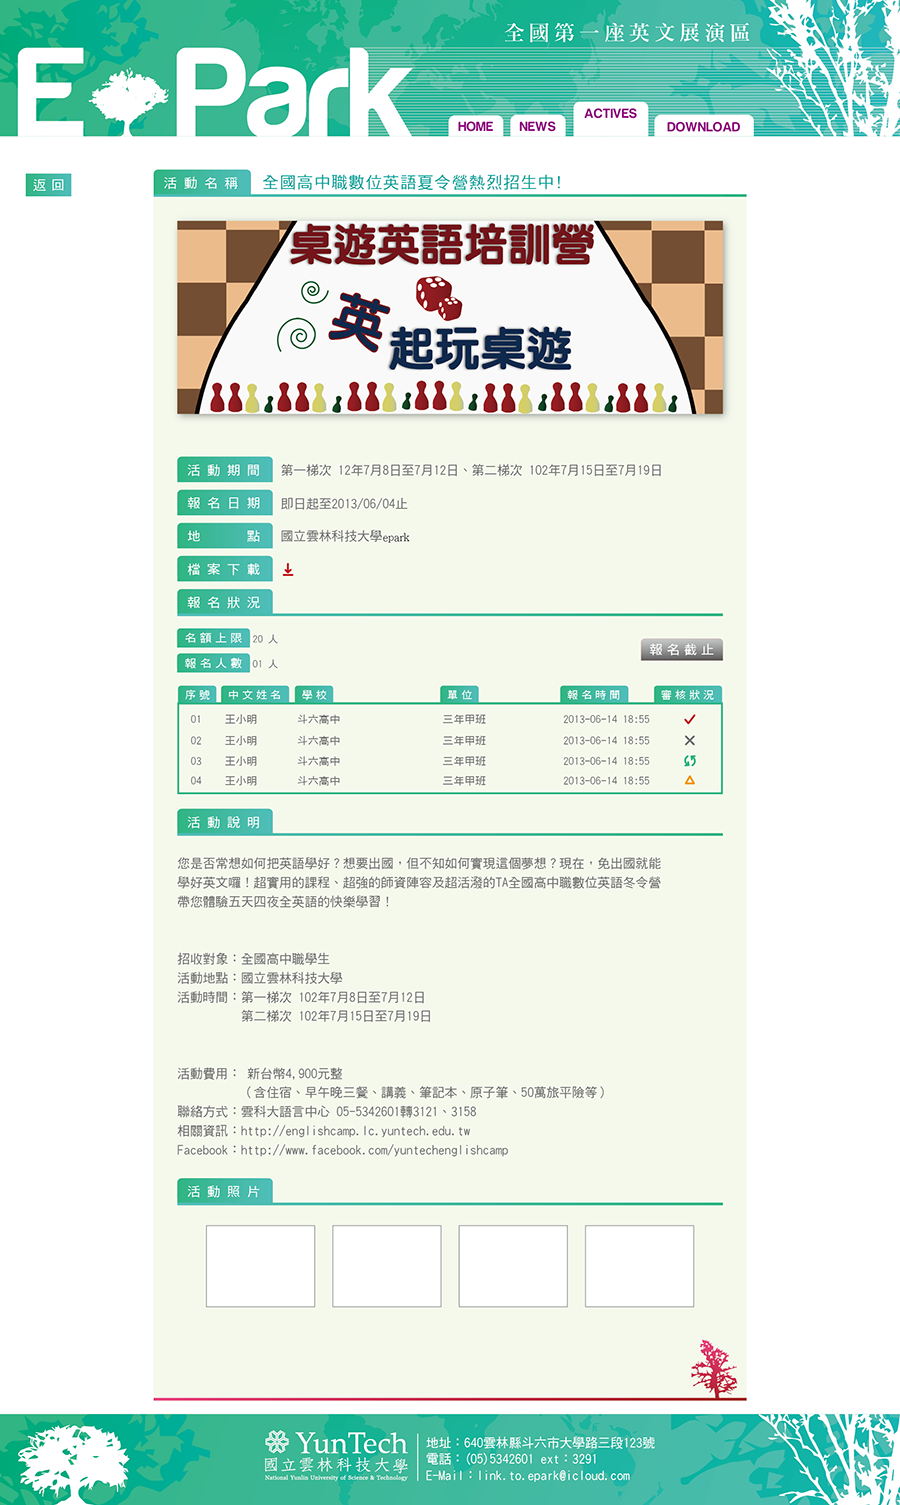 全國第一座英文展演區
E Park
HOME NEWS ACTIVES DOWNLOAD
返回
活動名稱 全國高中職數位英語夏令營熱烈招生中!
桌遊英語培訓營
英起玩桌遊
活動期間 第一梯次 12年7月8日至7月12日、第二梯次 102年7月15日至7月19日
報名日期 即日起至2013/06/04止
地點 國立雲林科技大學epark
檔案下載
報名狀況
名額上限 20 人
報名人數 01 人
報名截止
序號 中文姓名 學校 單位 報名時間 審核狀況
01 王小明 斗六高中 三年甲班 2013-06-14 18:55
02 王小明 斗六高中 三年甲班 2013-06-14 18:55
03 王小明 斗六高中 三年甲班 2013-06-14 18:55
04 王小明 斗六高中 三年甲班 2013-06-14 18:55
活動說明
您是否常想如何把英語學好？想要出國，但不知如何實現這個夢想？現在，免出國就能
學好英文囉！超實用的課程、超強的師資陣容及超活潑的TA全國高中職數位英語冬令營
帶您體驗五天四夜全英語的快樂學習！
招收對象：全國高中職學生
活動地點：國立雲林科技大學
活動時間：第一梯次 102年7月8日至7月12日
第二梯次 102年7月15日至7月19日
活動費用： 新台幣4,900元整
（含住宿、早午晚三餐、講義、筆記本、原子筆、50萬旅平險等）
聯絡方式：雲科大語言中心 05-5342601轉3121、3158
相關資訊：http://englishcamp.lc.yuntech.edu.tw
Facebook：http://www.facebook.com/yuntechenglishcamp
活動照片
YunTech
國立雲林科技大學
National Yunlin University of Science & Technology
地址：640雲林縣斗六市大學路三段123號
電話：(05)5342601 ext：3291
E-Mail：link.to.epark@icloud.com